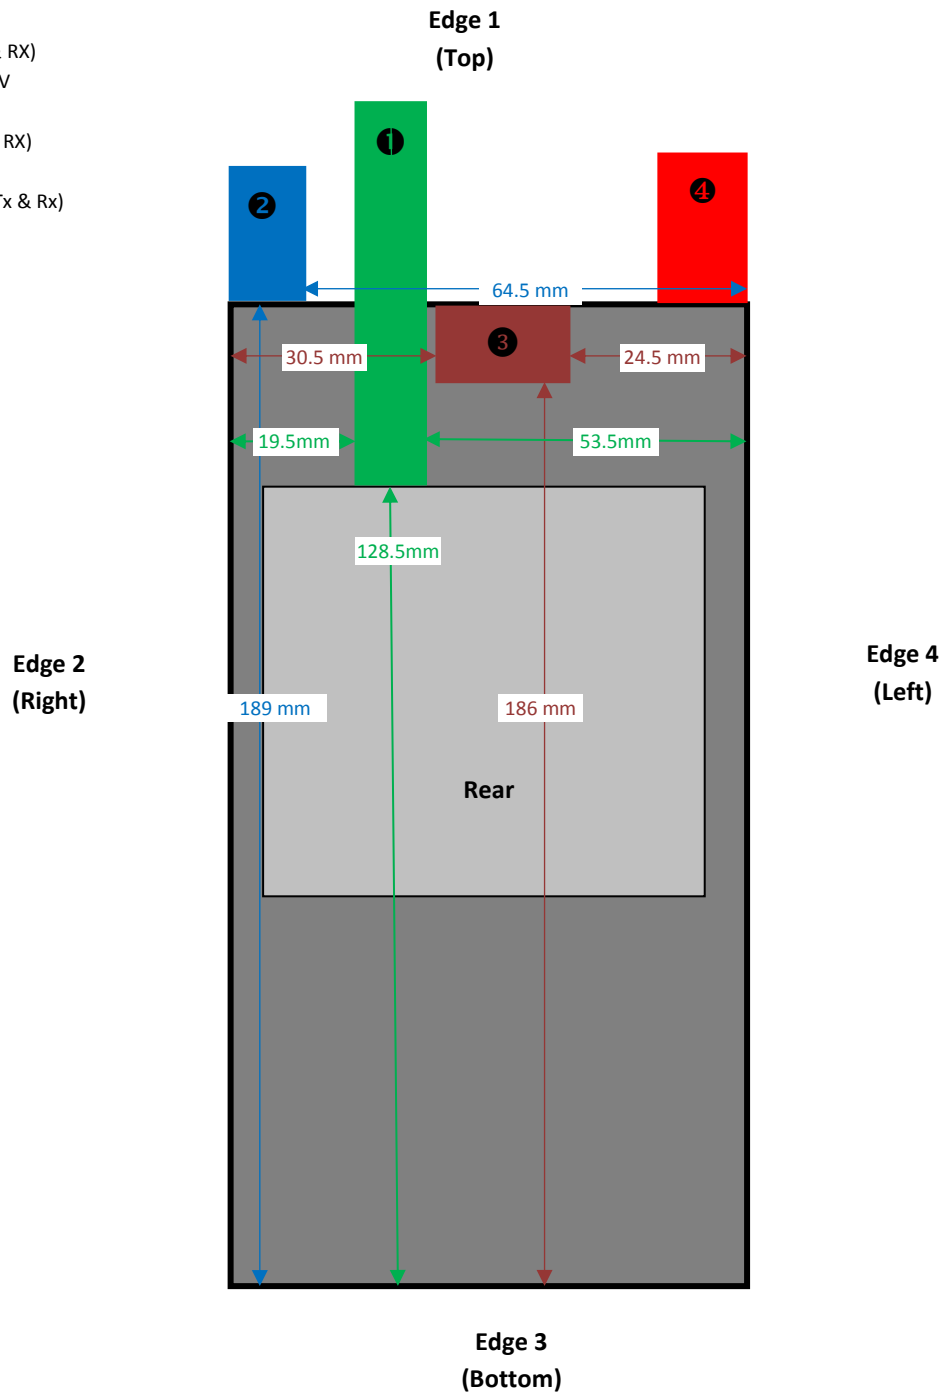 Edge 1
(Top)
RX)
V
RX)
Tx & Rx)
1
2
4
64.5 mm
3
30.5 mm
24.5 mm
19.5mm
53.5mm
128.5mm
Edge 2
(Right)
Edge 4
(Left)
189 mm
186 mm
Rear
Edge 3
(Bottom)